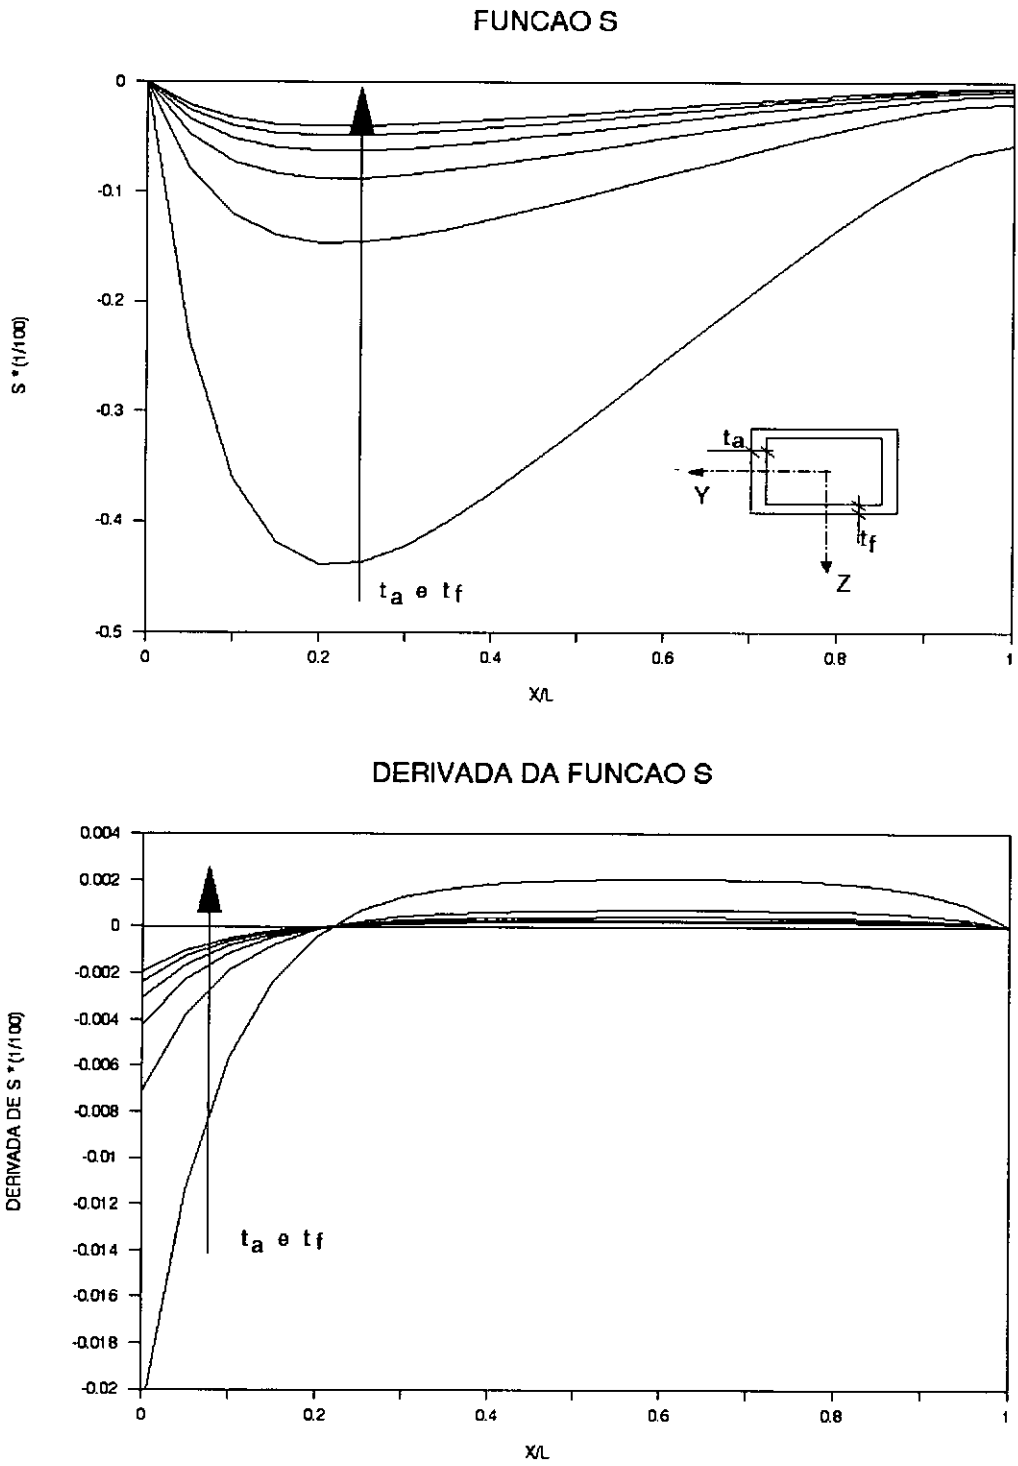 FUNCAO S
0
-0.1
-0.2
-0.3
-0.4
-0.5
S *(1/100)
ta
Y
tf
Z
ta e tf
0 0.2 0.4 0.6 0.8 1
X/L
DERIVADA DA FUNCAO S
0.004
0.002
0
-0.002
-0.004
-0.006
-0.008
-0.01
-0.012
-0.014
-0.016
-0.018
-0.02
DERIVADA DE S *(1/100)
ta e tf
0 0.2 0.4 0.6 0.8 1
X/L